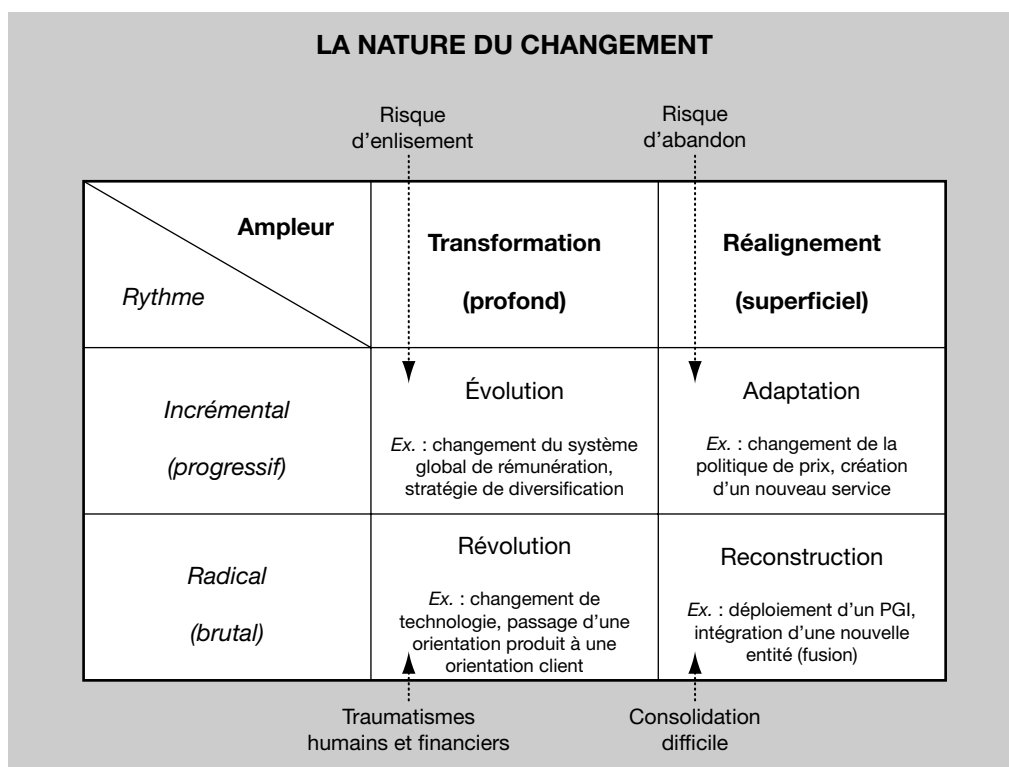 LA NATURE DU CHANGEMENT
Risque
d'enlisement
Risque
d'abandon
Ampleur
Rythme
Transformation
(profond)
Réalignement
(superficiel)
Incrémental
(progressif)
Évolution
Ex. : changement du système
global de rémunération,
stratégie de diversification
Adaptation
Ex. : changement de la
politique de prix, création
d'un nouveau service
Radical
(brutal)
Révolution
Ex. : changement de
technologie, passage d'une
orientation produit à une
orientation client
Reconstruction
Ex. : déploiement d'un PGI,
intégration d'une nouvelle
entité (fusion)
Traumatismes
humains et financiers
Consolidation
difficile